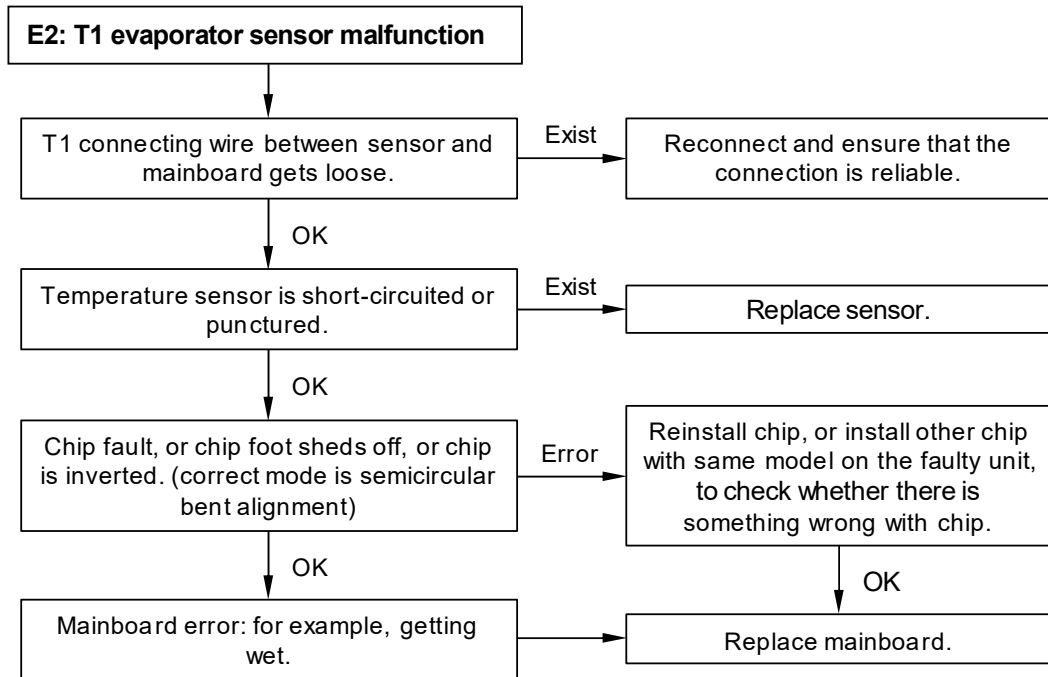 E2: T1 evaporator sensor malfunction
T1 connecting wire between sensor and
mainboard gets loose.
Exist
Reconnect and ensure that the
connection is reliable.
OK
Temperature sensor is short-circuited or
punctured.
Exist
Replace sensor.
OK
Chip fault, or chip foot sheds off, or chip
is inverted. (correct mode is semicircular
bent alignment)
Error
Reinstall chip, or install other chip
with same model on the faulty unit,
to check whether there is
something wrong with chip.
OK
OK
Mainboard error: for example, getting
wet.
Replace mainboard.